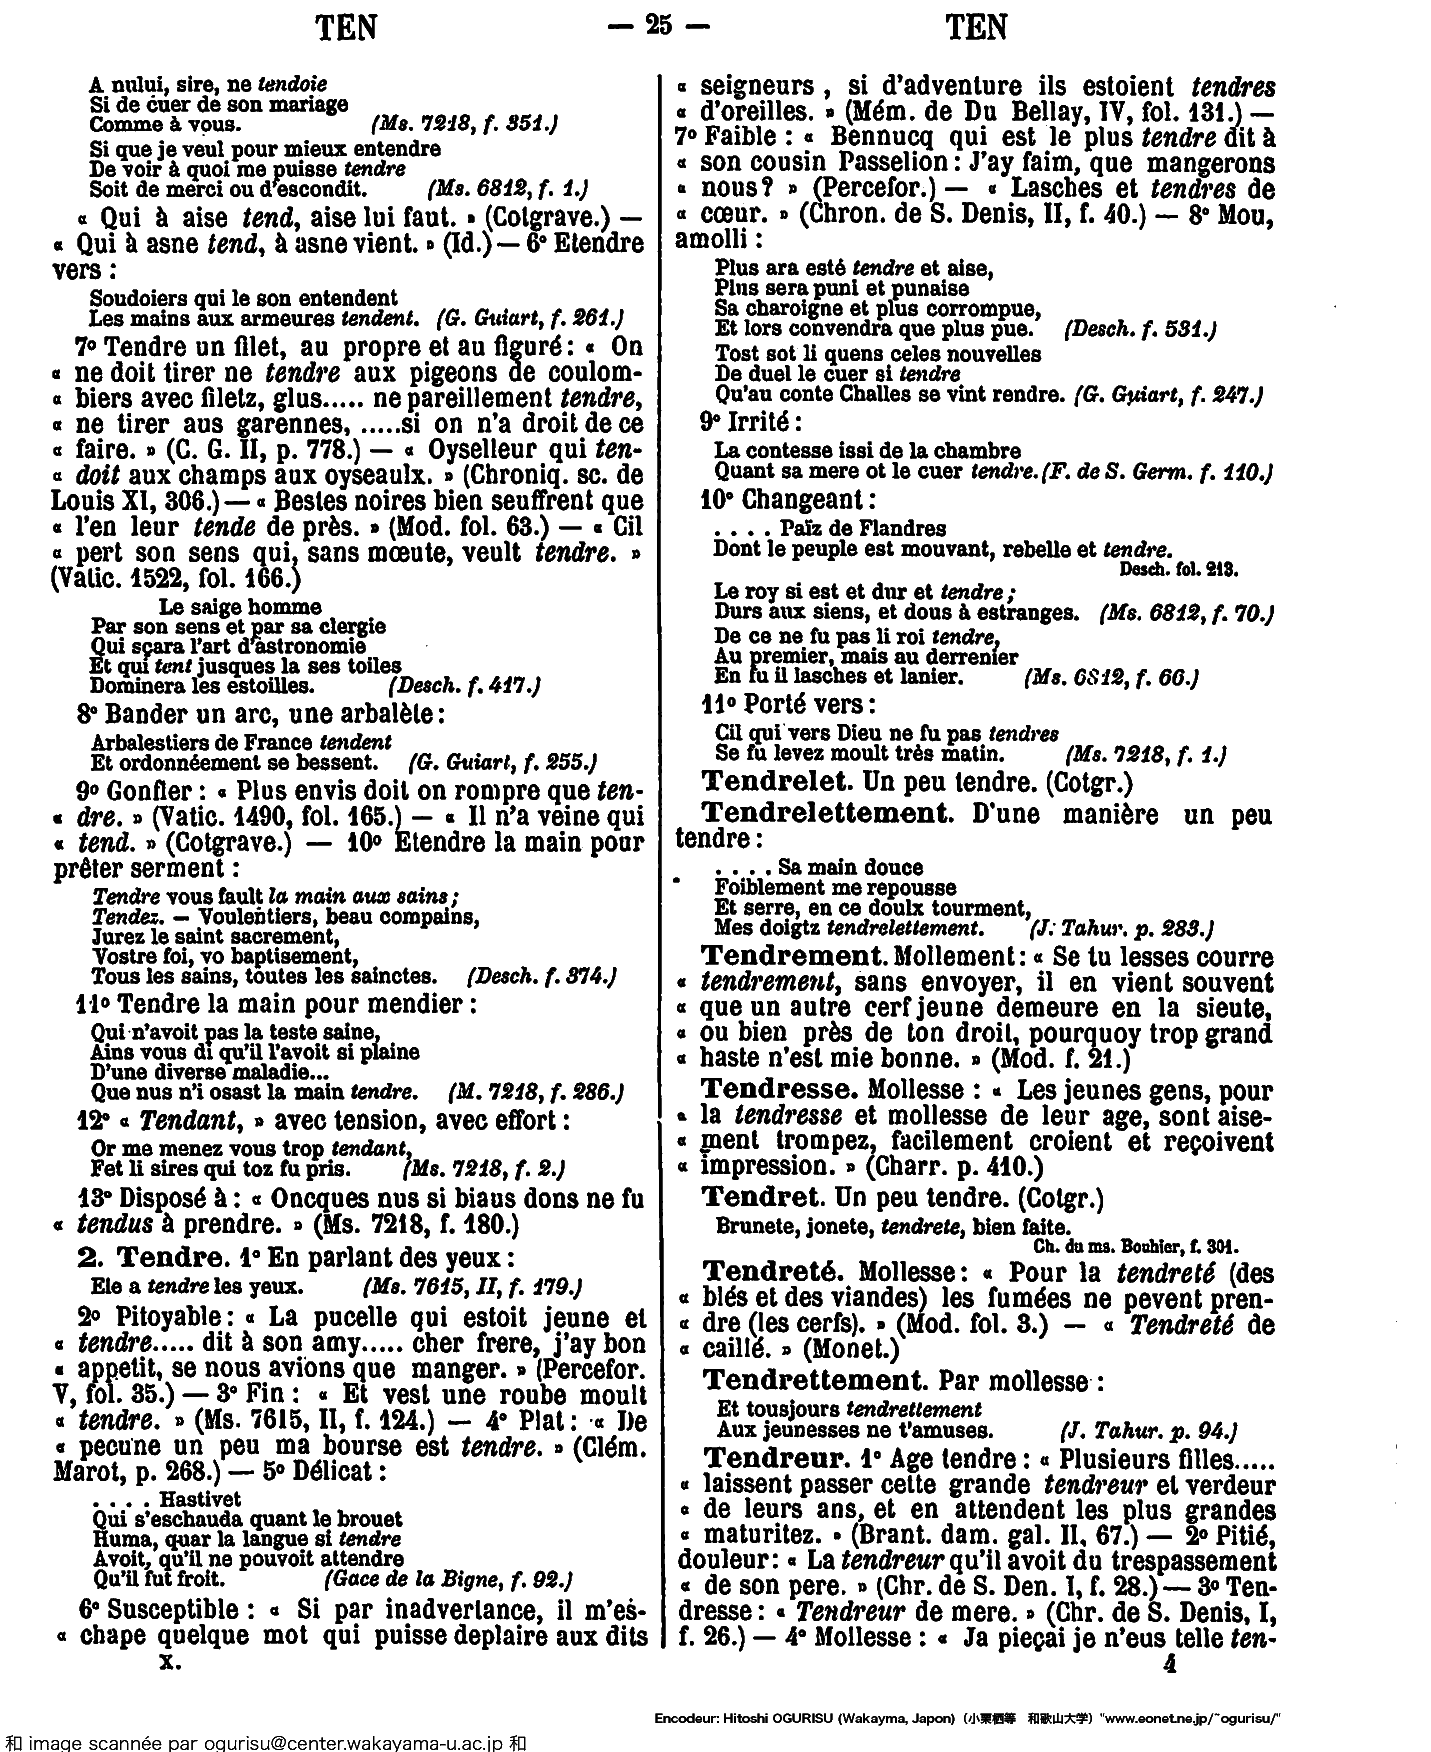 TEN — 25 — TEN
A nului, sire, ne tendoie
Si de cuer de son mariage
Comme à vous. (Ms. 7218, f. 351.)
Si que je veul pour mieux entendre
De voir à quoi me puisse tendre
Soit de merci ou d'escondit. (Ms. 6812, f. 1.)
« Qui à aise tend, aise lui faut. » (Cotgrave.) —
« Qui à asne tend, à asne vient. » (Id.) — 6° Etendre
vers :
Soudoiers qui le son entendent
Les mains aux armeures tendent. (G. Guiart, f. 261.)
7° Tendre un filet, au propre et au figuré : « On
« ne doit tirer ne tendre aux pigeons de coulom-
« biers avec filetz, glus..... ne pareillement tendre,
« ne tirer aus garennes, .....si on n'a droit de ce
« faire. » (C. G. II, p. 778.) — « Oyselleur qui ten-
« doit aux champs aux oyseaulx. » (Chroniq. sc. de
Louis XI, 306.) — « Bestes noires bien seuffrent que
« l'en leur tende de près. » (Mod. fol. 63.) — « Cil
« pert son sens qui, sans mœute, veult tendre. »
(Vatic. 1522, fol. 166.)
Le saige homme
Par son sens et par sa clergie
Qui sçara l'art d'astronomie
Et qui tent jusques la ses toiles
Dominera les estoilles. (Desch. f. 417.)
8° Bander un arc, une arbalète :
Arbalestiers de France tendent
Et ordonnéement se bessent. (G. Guiart, f. 255.)
9° Gonfler : « Plus envis doit on rompre que ten-
« dre. » (Vatic. 1490, fol. 165.) — « Il n'a veine qui
« tend. » (Cotgrave.) — 10° Etendre la main pour
prêter serment :
Tendre vous fault la main aux sains ;
Tendez. — Voulentiers, beau compains,
Jurez le saint sacrement,
Vostre foi, vo baptisement,
Tous les sains, toutes les sainctes. (Desch. f. 374.)
11° Tendre la main pour mendier :
Qui n'avoit pas la teste saine,
Ains vous di qu'il l'avoit si plaine
D'une diverse maladie...
Que nus n'i osast la main tendre. (M. 7218, f. 286.)
12° « Tendant, » avec tension, avec effort :
Or me menez vous trop tendant,
Fet li sires qui toz fu pris. (Ms. 7218, f. 2.)
13° Disposé à : « Oncques nus si biaus dons ne fu
« tendus à prendre. » (Ms. 7218, f. 180.)
2. Tendre. 1° En parlant des yeux :
Ele a tendre les yeux. (Ms. 7615, II, f. 179.)
2° Pitoyable : « La pucelle qui estoit jeune et
« tendre..... dit à son amy..... cher frere, j'ay bon
« appetit, se nous avions que manger. » (Percefor.
V, fol. 35.) — 3° Fin : « Et vest une roube moult
« tendre. » (Ms. 7615, II, f. 124.) — 4° Plat : « De
« pecune un peu ma bourse est tendre. » (Clém.
Marot, p. 268.) — 5° Délicat :
. . . . Hastivet
Qui s'eschauda quant le brouet
Huma, quar la langue si tendre
Avoit, qu'il ne pouvoit attendre
Qu'il fut froit. (Gace de la Bigne, f. 92.)
6° Susceptible : « Si par inadvertance, il m'es-
« chape quelque mot qui puisse deplaire aux dits
X.
« seigneurs , si d'adventure ils estoient tendres
« d'oreilles. » (Mém. de Du Bellay, IV, fol. 131.) —
7° Faible : « Bennucq qui est le plus tendre dit à
« son cousin Passelion : J'ay faim, que mangerons
« nous ? » (Percefor.) — « Lasches et tendres de
« cœur. » (Chron. de S. Denis, II, f. 40.) — 8° Mou,
amolli :
Plus ara esté tendre et aise,
Plus sera puni et punaise
Sa charoigne et plus corrompue,
Et lors convendra que plus pue. (Desch. f. 531.)
Tost sot li quens celes nouvelles
De duel le cuer si tendre
Qu'au conte Challes se vint rendre. (G. Guiart, f. 247.)
9° Irrité :
La contesse issi de la chambre
Quant sa mere ot le cuer tendre. (F. de S. Germ. f. 110.)
10° Changeant :
. . . . Païz de Flandres
Dont le peuple est mouvant, rebelle et tendre.
Desch. fol. 213.
Le roy si est et dur et tendre ;
Durs aux siens, et dous à estranges. (Ms. 6812, f. 70.)
De ce ne fu pas li roi tendre,
Au premier, mais au derrenier
En fu il lasches et lanier. (Ms. 6812, f. 66.)
11° Porté vers :
Cil qui vers Dieu ne fu pas tendres
Se fu levez moult très matin. (Ms. 7218, f. 1.)
Tendrelet. Un peu tendre. (Cotgr.)
Tendrelettement. D'une manière un peu
tendre :
. . . . Sa main douce
Foiblement me repousse
Et serre, en ce doulx tourment,
Mes doigtz tendrelettement. (J. Tahur. p. 283.)
Tendrement. Mollement : « Se tu lesses courre
« tendrement, sans envoyer, il en vient souvent
« que un autre cerf jeune demeure en la sieute,
« ou bien près de ton droit, pourquoy trop grand
« haste n'est mie bonne. » (Mod. f. 21.)
Tendresse. Mollesse : « Les jeunes gens, pour
« la tendresse et mollesse de leur age, sont aise-
« ment trompez, facilement croient et reçoivent
« impression. » (Charr. p. 410.)
Tendret. Un peu tendre. (Cotgr.)
Brunete, jonete, tendrete, bien faite.
Ch. du ms. Bouhier, f. 301.
Tendreté. Mollesse : « Pour la tendreté (des
« blés et des viandes) les fumées ne pevent pren-
« dre (les cerfs). » (Mod. fol. 3.) — « Tendreté de
« caillé. » (Monet.)
Tendrettement. Par mollesse :
Et tousjours tendrettement
Aux jeunesses ne t'amuses. (J. Tahur. p. 94.)
Tendreur. 1° Age tendre : « Plusieurs filles.....
« laissent passer cette grande tendreur et verdeur
« de leurs ans, et en attendent les plus grandes
« maturitez. » (Brant. dam. gal. II, 67.) — 2° Pitié,
douleur : « La tendreur qu'il avoit du trespassement
« de son pere. » (Chr. de S. Den. I, f. 28.) — 3° Ten-
dresse : « Tendreur de mere. » (Chr. de S. Denis, I,
f. 26.) — 4° Mollesse : « Ja pieçai je n'eus telle ten-
4
Encodeur: Hitoshi OGURISU (Wakayma, Japon) (小栗栖等 和歌山大学) "www.eonet.ne.jp/~ogurisu/"
和 image scannée par ogurisu@center.wakayama-u.ac.jp 和